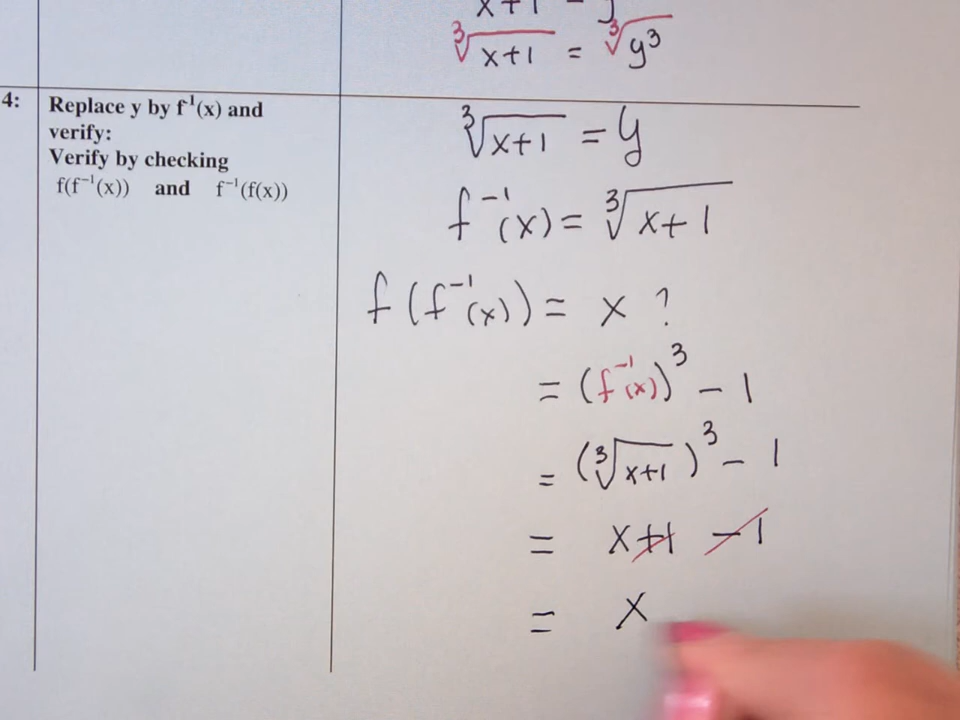 x+1 = y
∛x+1 = ∛y³
4:
Replace y by f¹(x) and
verify:
Verify by checking
f(f⁻¹(x)) and f⁻¹(f(x))
∛x+1 = y
f⁻¹(x) = ∛x+1
f(f⁻¹(x)) = x ?
= (f⁻¹(x))³ − 1
= (∛x+1)³ − 1
= x+1 −1
= x